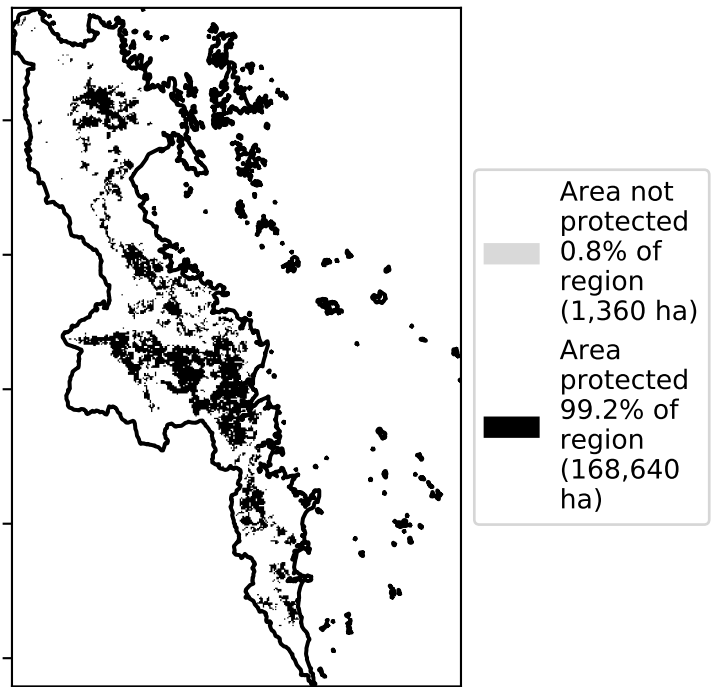 Area not
protected
0.8% of
region
(1,360 ha)
Area
protected
99.2% of
region
(168,640
ha)